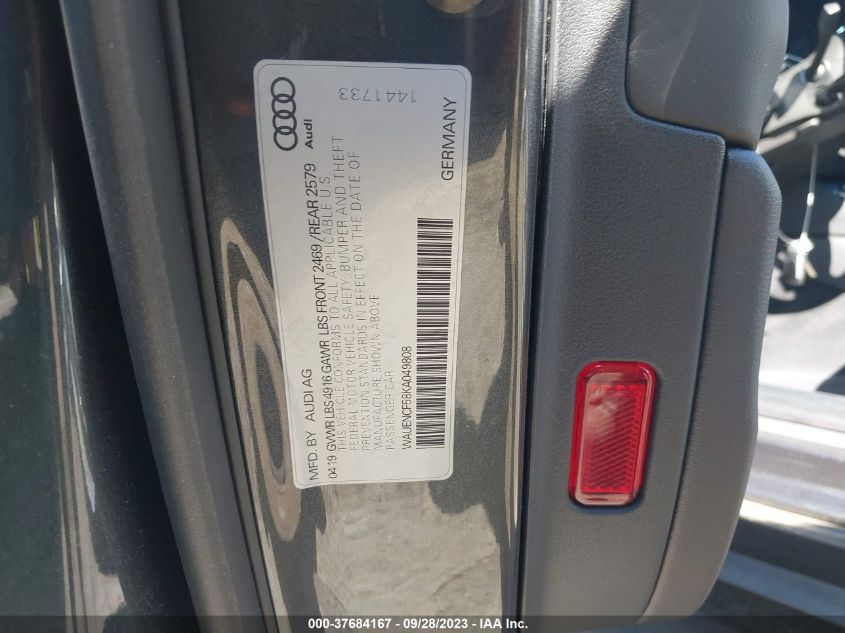 MFD. BY AUDI AG
Audi
1441733
0419 GVWR LBS 4916 GAWR LBS FRONT 2469 /REAR 2579
THIS VEHICLE CONFORMS TO ALL APPLICABLE U.S.
FEDERAL MOTOR VEHICLE SAFETY, BUMPER AND THEFT
PREVENTION STANDARDS IN EFFECT ON THE DATE OF
MANUFACTURE SHOWN ABOVE
PASSENGER CAR
WAUENCF58KA049808
GERMANY
000-37684167 - 09/28/2023 - IAA Inc.